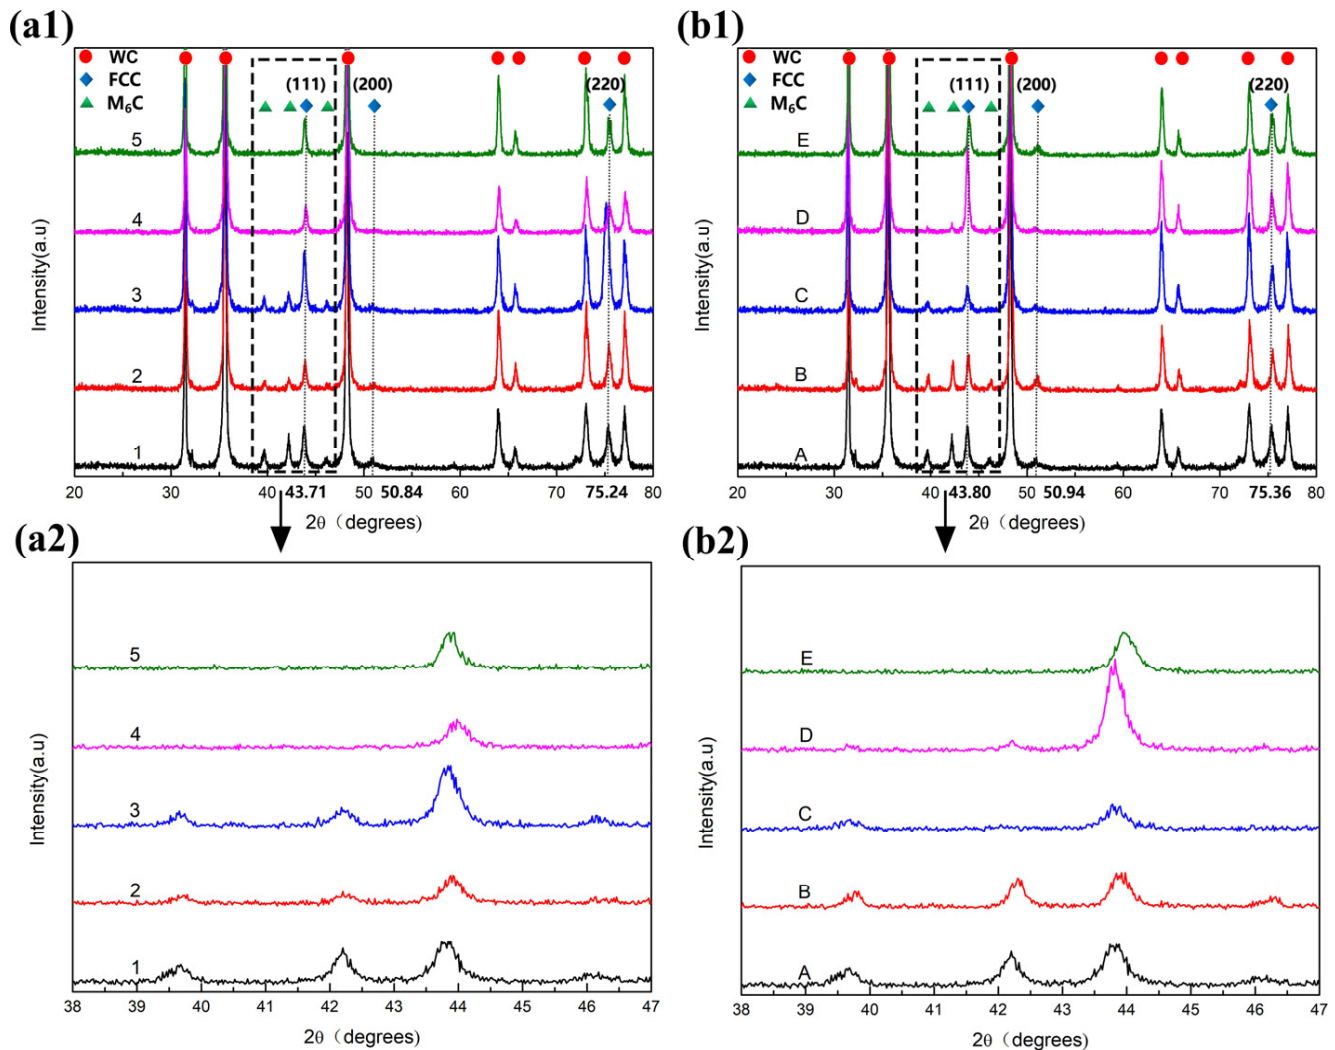 (a1)
WC
FCC
M₆C
(111)
(200)
(220)
5
4
3
2
1
Intensity(a.u)
20
30
40
50
60
70
80
43.71
50.84
75.24
2θ（degrees）
(b1)
WC
FCC
M₆C
(111)
(200)
(220)
E
D
C
B
A
Intensity(a.u)
20
30
40
50
60
70
80
43.80
50.94
75.36
2θ（degrees）
(a2)
5
4
3
2
1
Intensity(a.u)
38
39
40
41
42
43
44
45
46
47
2θ（degrees）
(b2)
E
D
C
B
A
Intensity(a.u)
38
39
40
41
42
43
44
45
46
47
2θ（degrees）